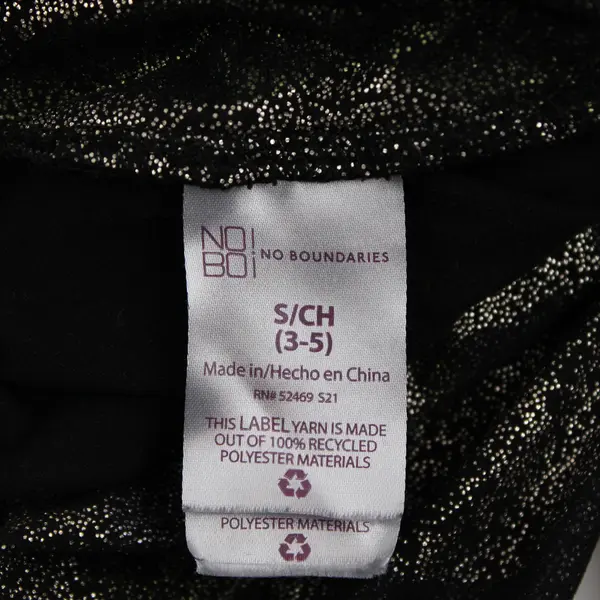 NO!
BOi NO BOUNDARIES
S/CH
(3-5)
Made in/Hecho en China
RN# 52469 S21
THIS LABEL YARN IS MADE
OUT OF 100% RECYCLED
POLYESTER MATERIALS
POLYESTER MATERIALS